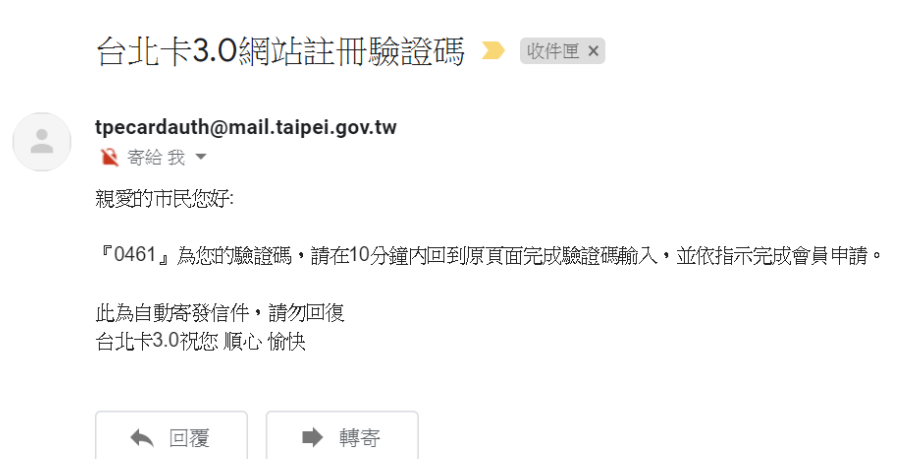 台北卡3.0網站註冊驗證碼 收件匣 ×
tpecardauth@mail.taipei.gov.tw
寄給 我
親愛的市民您好:
『0461』為您的驗證碼，請在10分鐘內回到原頁面完成驗證碼輸入，並依指示完成會員申請。
此為自動寄發信件，請勿回復
台北卡3.0祝您 順心 愉快
回覆 轉寄